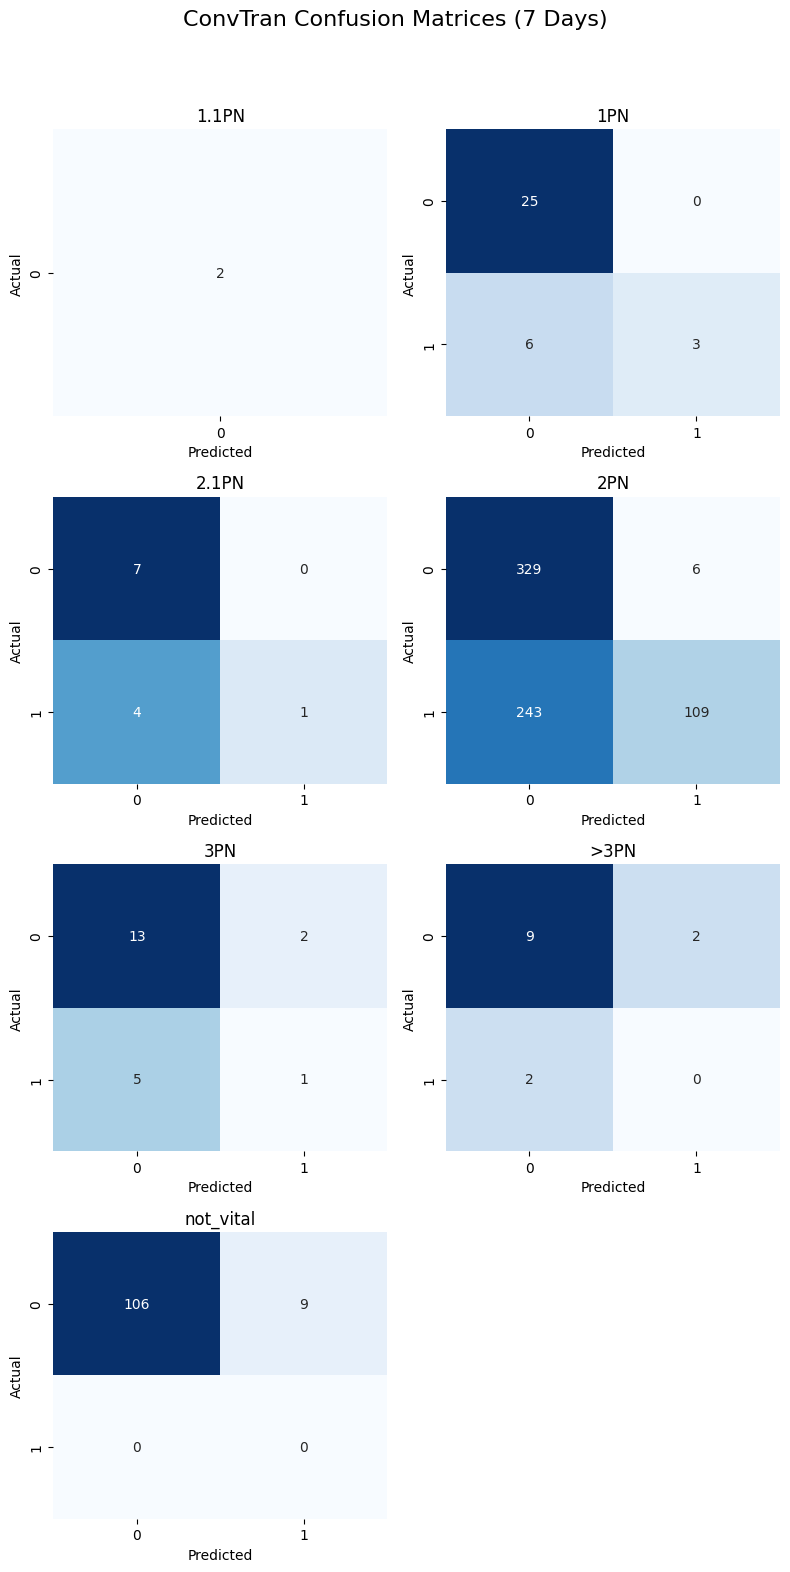 ConvTran Confusion Matrices (7 Days)
1.1PN
Actual
0
2
0
Predicted
1PN
Actual
0
25
0
1
6
3
0
1
Predicted
2.1PN
Actual
0
7
0
1
4
1
0
1
Predicted
2PN
Actual
0
329
6
1
243
109
0
1
Predicted
3PN
Actual
0
13
2
1
5
1
0
1
Predicted
>3PN
Actual
0
9
2
1
2
0
0
1
Predicted
not_vital
Actual
0
106
9
1
0
0
0
1
Predicted